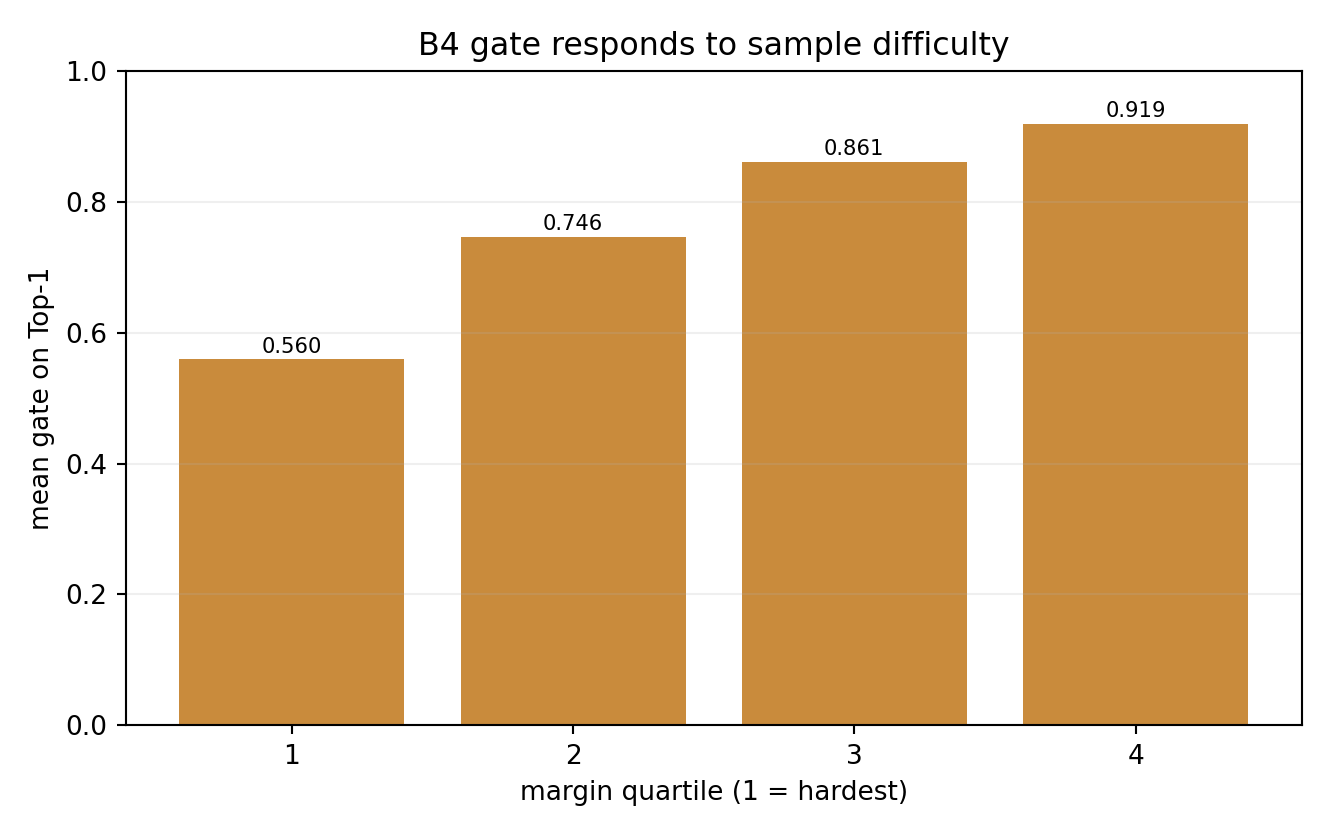 B4 gate responds to sample difficulty
1.0
0.8
0.6
0.4
0.2
0.0
mean gate on Top-1
0.560
0.746
0.861
0.919
1 2 3 4
margin quartile (1 = hardest)